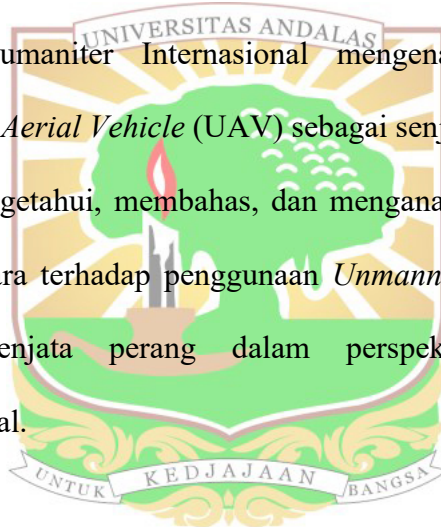 UNIVERSITAS ANDALAS
umaniter Internasional mengena
Aerial Vehicle (UAV) sebagai senj
getahui, membahas, dan mengana
ara terhadap penggunaan Unmann
enjata perang dalam perspek
al.
UNTUK KEDJAJAAN BANGSA